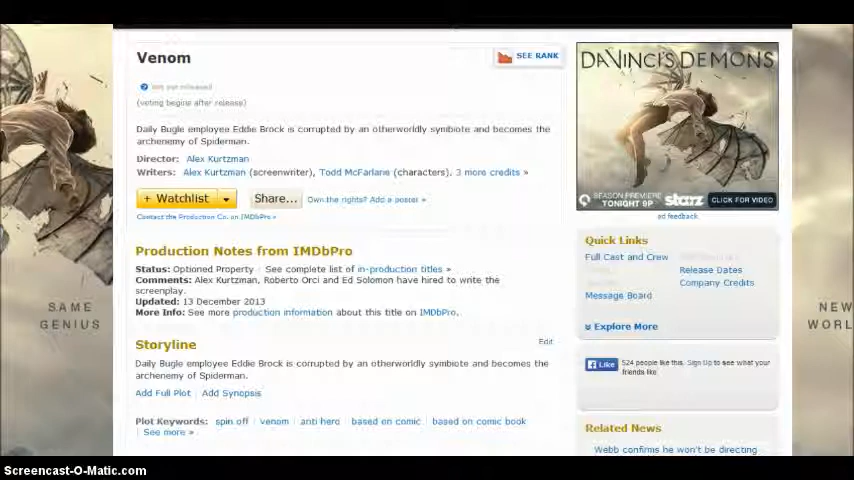 Venom
SEE RANK
not yet released
(voting begins after release)
Daily Bugle employee Eddie Brock is corrupted by an otherworldly symbiote and becomes the
archenemy of Spiderman.
Director: Alex Kurtzman
Writers: Alex Kurtzman (screenwriter), Todd McFarlane (characters), 3 more credits »
+ Watchlist
Share...
Own the rights? Add a poster »
Contact the Production Co. on IMDbPro »
Production Notes from IMDbPro
Status: Optioned Property | See complete list of in-production titles »
Comments: Alex Kurtzman, Roberto Orci and Ed Solomon have hired to write the
screenplay.
Updated: 13 December 2013
More Info: See more production information about this title on IMDbPro.
Storyline
Edit
Daily Bugle employee Eddie Brock is corrupted by an otherworldly symbiote and becomes the
archenemy of Spiderman.
Add Full Plot | Add Synopsis
Plot Keywords: spin off | venom | anti hero | based on comic | based on comic book
| See more »
DAVINCI'S DEMONS
SEASON PREMIERE
TONIGHT 9P
starz
CLICK FOR VIDEO
ad feedback
Quick Links
Full Cast and Crew
Release Dates
Company Credits
Message Board
Explore More
Like
524 people like this. Sign Up to see what your
friends like.
Related News
Webb confirms he won't be directing
SAME
GENIUS
NEW
WORL
Screencast-O-Matic.com